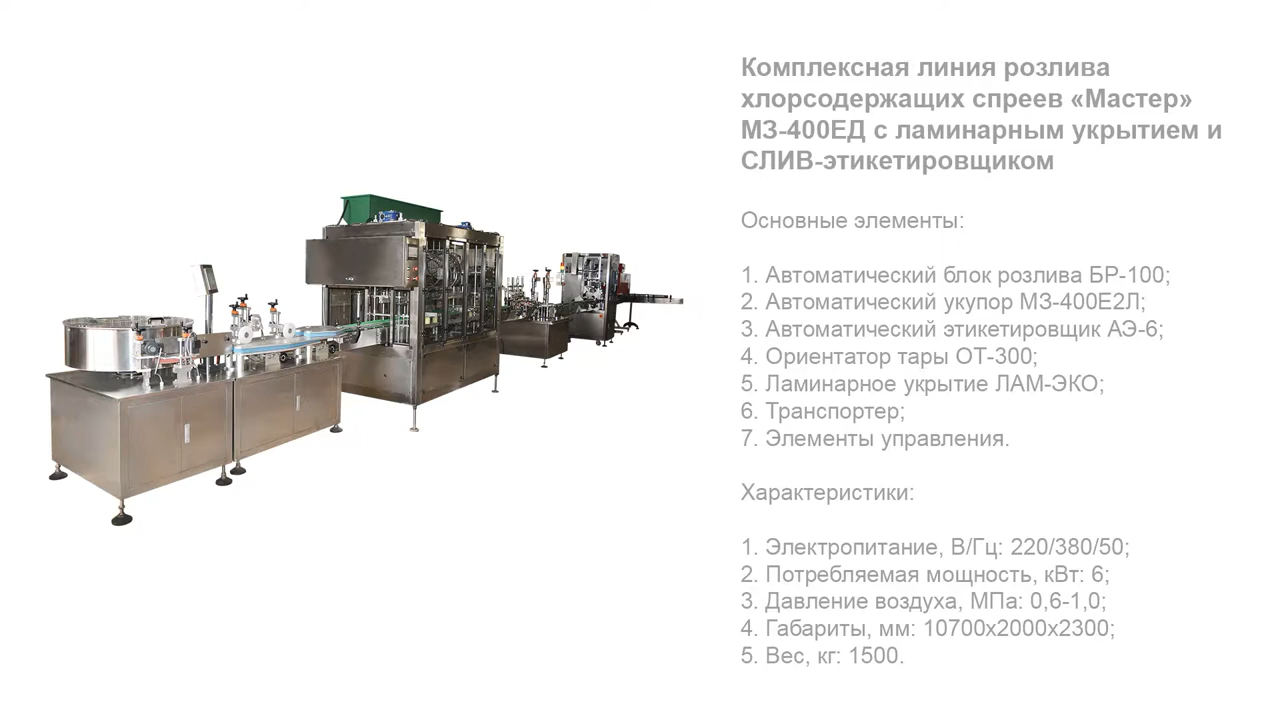 Комплексная линия розлива
хлорсодержащих спреев «Мастер»
МЗ-400ЕД с ламинарным укрытием и
СЛИВ-этикетировщиком
Основные элементы:
1. Автоматический блок розлива БР-100;
2. Автоматический укупор МЗ-400Е2Л;
3. Автоматический этикетировщик АЭ-6;
4. Ориентатор тары ОТ-300;
5. Ламинарное укрытие ЛАМ-ЭКО;
6. Транспортер;
7. Элементы управления.
Характеристики:
1. Электропитание, В/Гц: 220/380/50;
2. Потребляемая мощность, кВт: 6;
3. Давление воздуха, МПа: 0,6-1,0;
4. Габариты, мм: 10700х2000х2300;
5. Вес, кг: 1500.